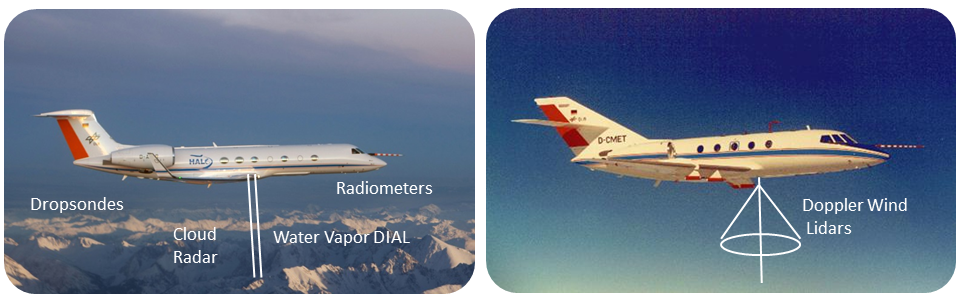 HALO
Radiometers
Dropsondes
Cloud
Radar
Water Vapor DIAL
D-CMET
Doppler Wind
Lidars